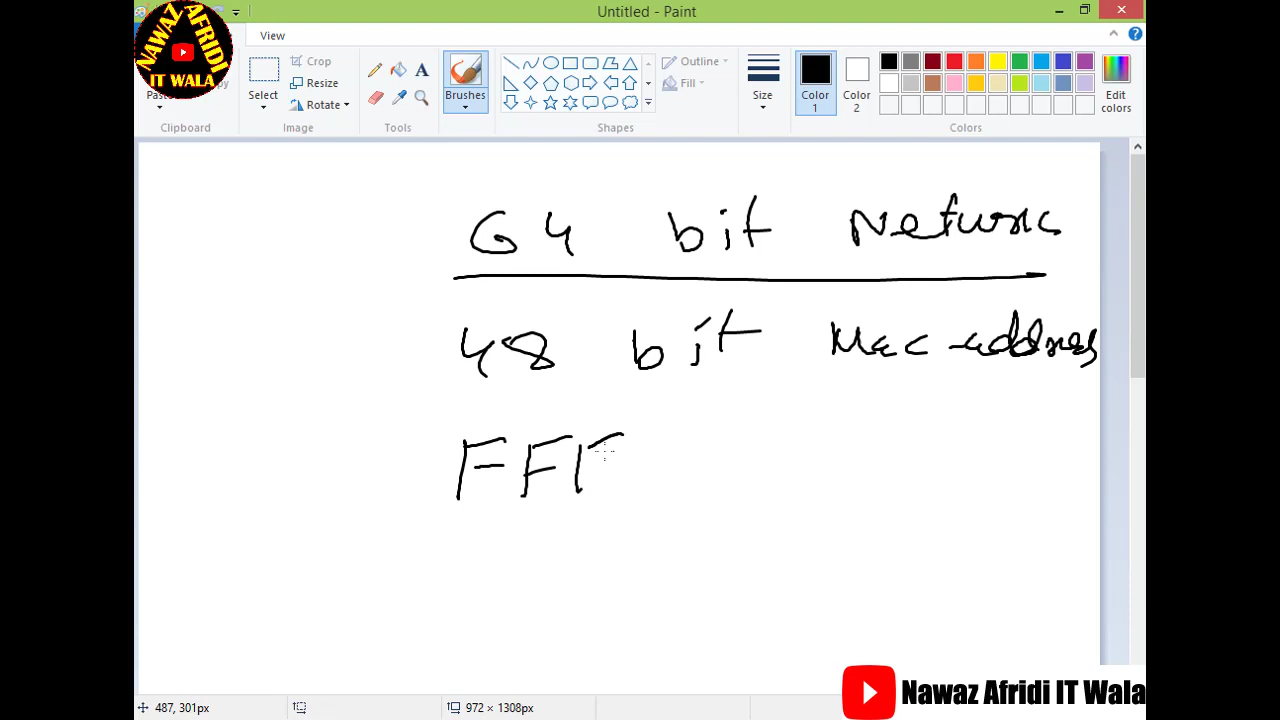 Untitled - Paint
NAWAZ AFRIDI
IT WALA
View
Crop
Resize
Rotate
Select
Brushes
Outline
Fill
Size
Color 1
Color 2
Edit colors
Clipboard
Image
Tools
Shapes
Colors
64 bit Network
48 bit Mac address
FFF
487, 301px
972 × 1308px
Nawaz Afridi IT Wala